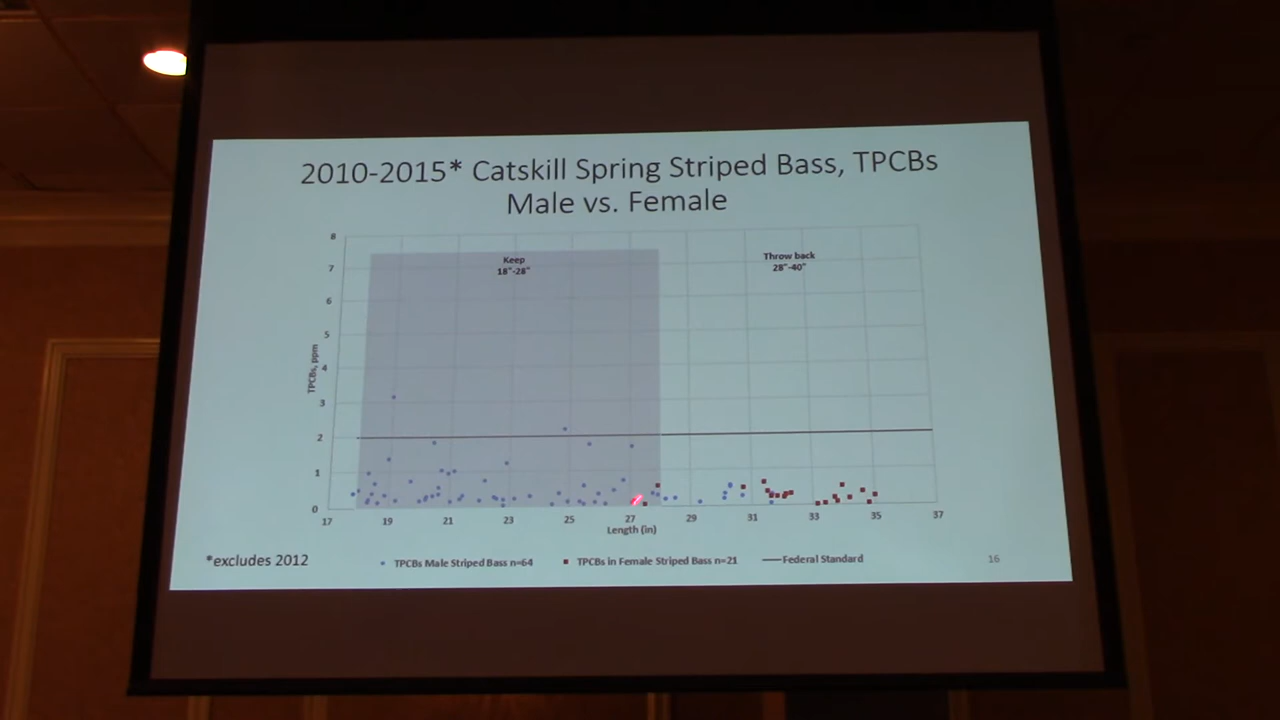 2010-2015* Catskill Spring Striped Bass, TPCBs
Male vs. Female
8
7
6
5
4
3
2
1
0
TPCBs, ppm
Keep
18"-28"
Throw back
28"-40"
17 19 21 23 25 27 29 31 33 35 37
Length (in)
*excludes 2012
TPCBs Male Striped Bass n=64
TPCBs in Female Striped Bass n=21
Federal Standard
16